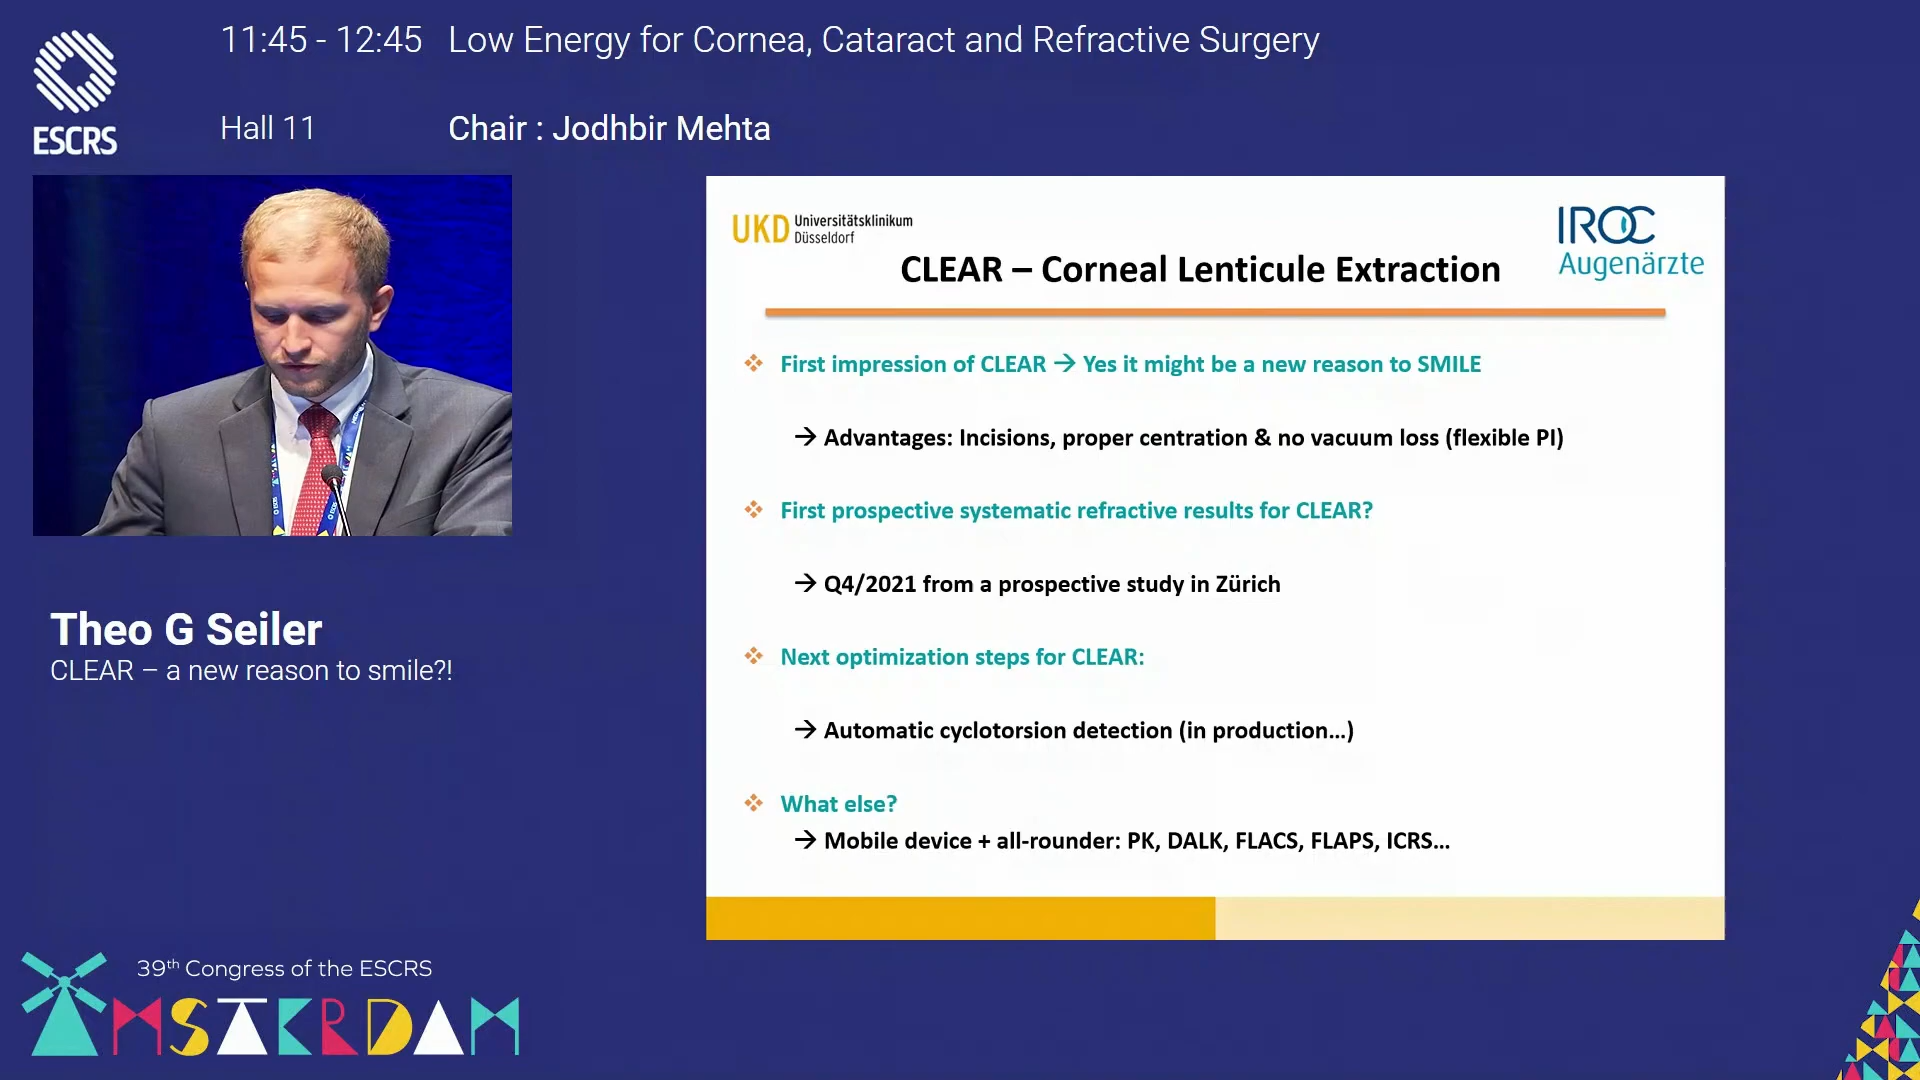 11:45 - 12:45 Low Energy for Cornea, Cataract and Refractive Surgery
ESCRS
Hall 11 Chair : Jodhbir Mehta
UKD Universitätsklinikum
Düsseldorf
IROC
Augenärzte
CLEAR – Corneal Lenticule Extraction
❖ First impression of CLEAR → Yes it might be a new reason to SMILE
→ Advantages: Incisions, proper centration & no vacuum loss (flexible PI)
❖ First prospective systematic refractive results for CLEAR?
→ Q4/2021 from a prospective study in Zürich
❖ Next optimization steps for CLEAR:
→ Automatic cyclotorsion detection (in production…)
❖ What else?
→ Mobile device + all-rounder: PK, DALK, FLACS, FLAPS, ICRS…
Theo G Seiler
CLEAR – a new reason to smile?!
39th Congress of the ESCRS
AMSTERDAM